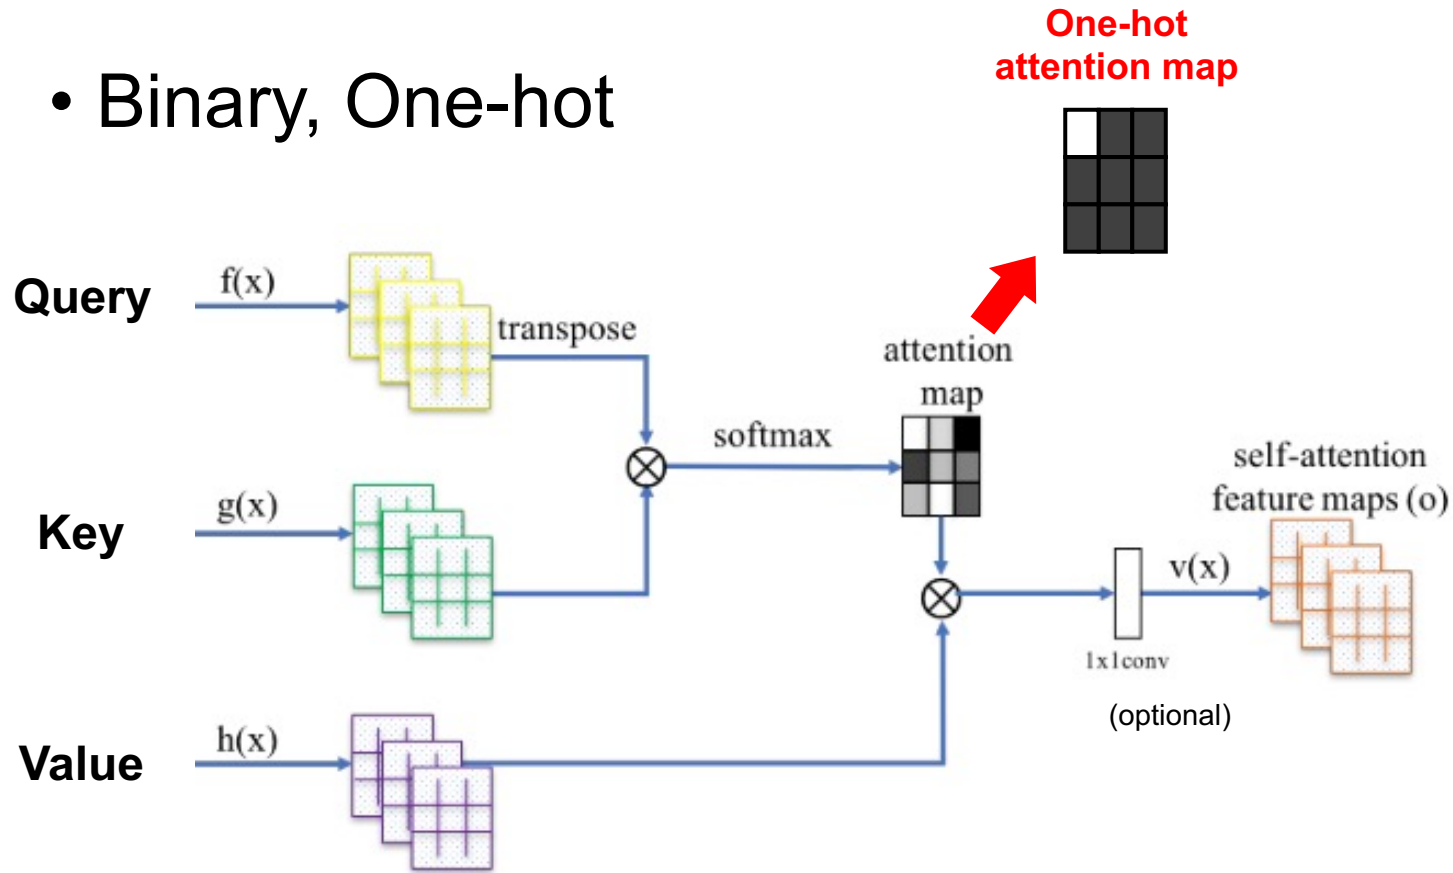 One-hot
attention map
• Binary, One-hot
Query
f(x)
transpose
attention
map
softmax
self-attention
feature maps (o)
Key
g(x)
v(x)
1x1conv
(optional)
Value
h(x)